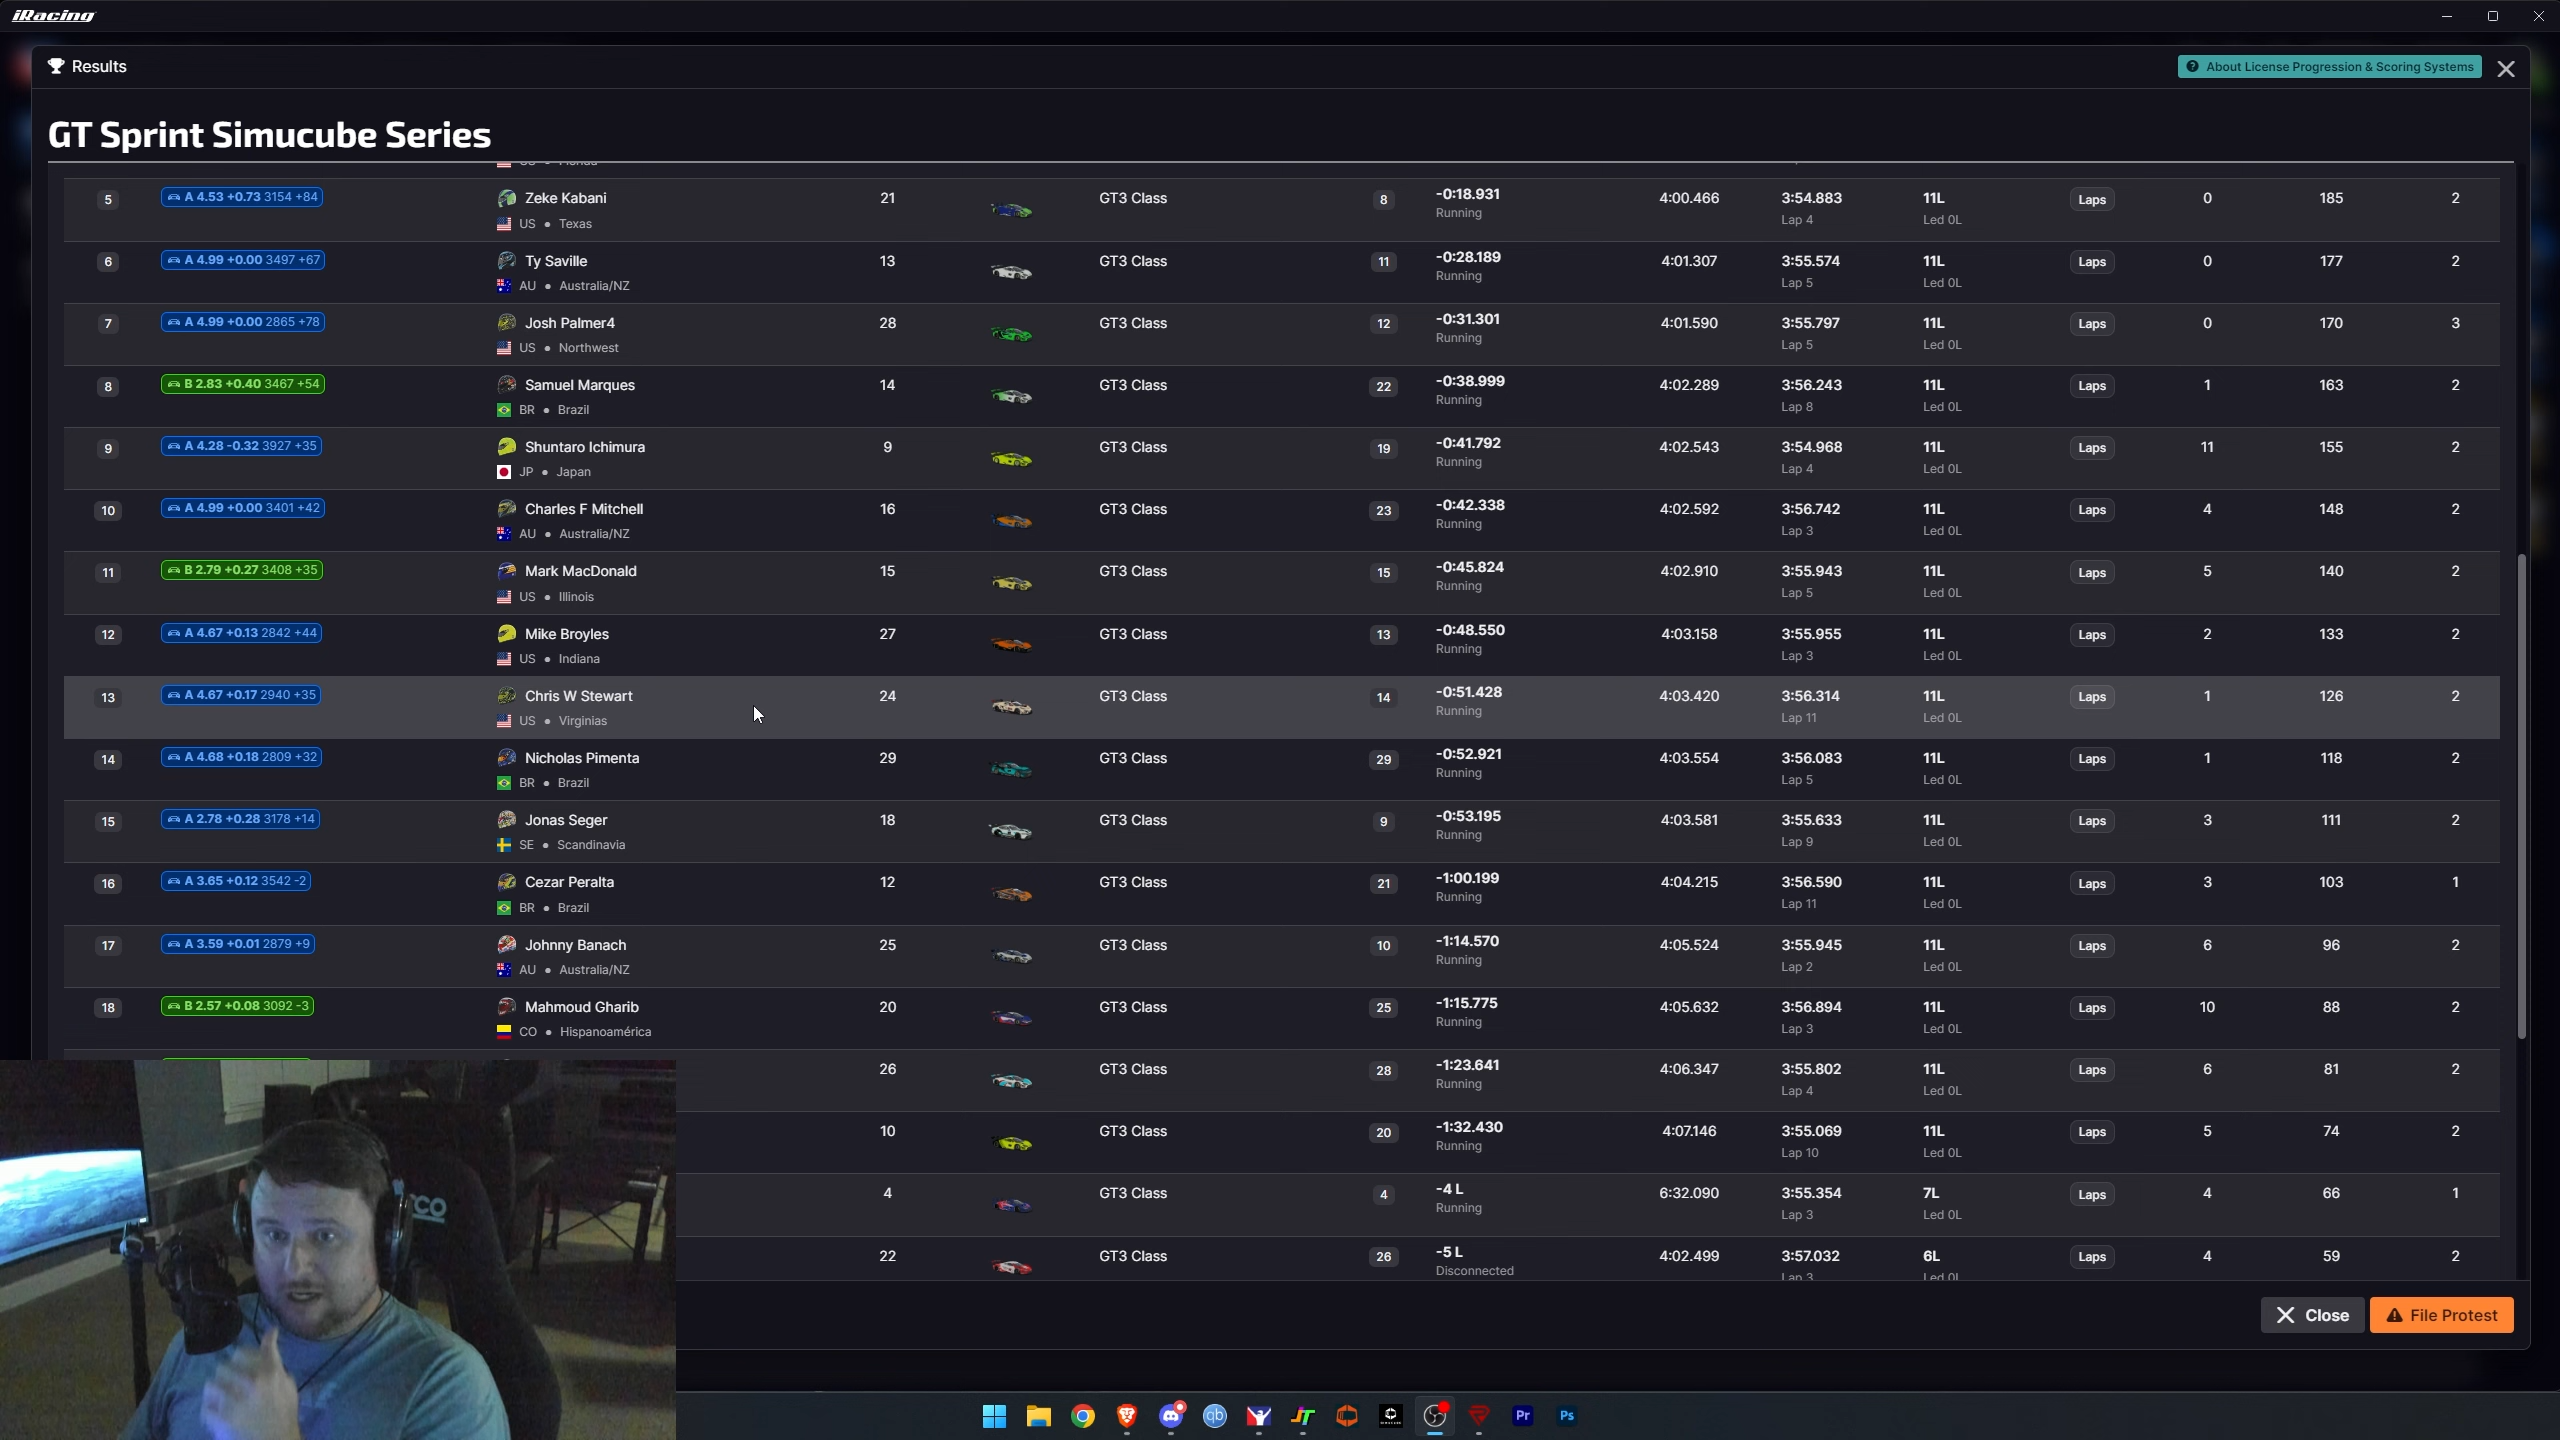 iRacing
Results
About License Progression & Scoring Systems
GT Sprint Simucube Series
5 A 4.53 +0.73 3154 +84 Zeke Kabani 21 GT3 Class 8 -0:18.931 4:00.466 3:54.883 11L Laps 0 185 2
US • Texas Running Lap 4 Led 0L
6 A 4.99 +0.00 3497 +67 Ty Saville 13 GT3 Class 11 -0:28.189 4:01.307 3:55.574 11L Laps 0 177 2
AU • Australia/NZ Running Lap 5 Led 0L
7 A 4.99 +0.00 2865 +78 Josh Palmer4 28 GT3 Class 12 -0:31.301 4:01.590 3:55.797 11L Laps 0 170 3
US • Northwest Running Lap 5 Led 0L
8 B 2.83 +0.40 3467 +54 Samuel Marques 14 GT3 Class 22 -0:38.999 4:02.289 3:56.243 11L Laps 1 163 2
BR • Brazil Running Lap 8 Led 0L
9 A 4.28 -0.32 3927 +35 Shuntaro Ichimura 9 GT3 Class 19 -0:41.792 4:02.543 3:54.968 11L Laps 11 155 2
JP • Japan Running Lap 4 Led 0L
10 A 4.99 +0.00 3401 +42 Charles F Mitchell 16 GT3 Class 23 -0:42.338 4:02.592 3:56.742 11L Laps 4 148 2
AU • Australia/NZ Running Lap 3 Led 0L
11 B 2.79 +0.27 3408 +35 Mark MacDonald 15 GT3 Class 15 -0:45.824 4:02.910 3:55.943 11L Laps 5 140 2
US • Illinois Running Lap 5 Led 0L
12 A 4.67 +0.13 2842 +44 Mike Broyles 27 GT3 Class 13 -0:48.550 4:03.158 3:55.955 11L Laps 2 133 2
US • Indiana Running Lap 3 Led 0L
13 A 4.67 +0.17 2940 +35 Chris W Stewart 24 GT3 Class 14 -0:51.428 4:03.420 3:56.314 11L Laps 1 126 2
US • Virginias Running Lap 11 Led 0L
14 A 4.68 +0.18 2809 +32 Nicholas Pimenta 29 GT3 Class 29 -0:52.921 4:03.554 3:56.083 11L Laps 1 118 2
BR • Brazil Running Lap 5 Led 0L
15 A 2.78 +0.28 3178 +14 Jonas Seger 18 GT3 Class 9 -0:53.195 4:03.581 3:55.633 11L Laps 3 111 2
SE • Scandinavia Running Lap 9 Led 0L
16 A 3.65 +0.12 3542 -2 Cezar Peralta 12 GT3 Class 21 -1:00.199 4:04.215 3:56.590 11L Laps 3 103 1
BR • Brazil Running Lap 11 Led 0L
17 A 3.59 +0.01 2879 +9 Johnny Banach 25 GT3 Class 10 -1:14.570 4:05.524 3:55.945 11L Laps 6 96 2
AU • Australia/NZ Running Lap 2 Led 0L
18 B 2.57 +0.08 3092 -3 Mahmoud Gharib 20 GT3 Class 25 -1:15.775 4:05.632 3:56.894 11L Laps 10 88 2
CO • Hispanoamérica Running Lap 3 Led 0L
26 GT3 Class 28 -1:23.641 4:06.347 3:55.802 11L Laps 6 81 2
Running Lap 4 Led 0L
10 GT3 Class 20 -1:32.430 4:07.146 3:55.069 11L Laps 5 74 2
Running Lap 10 Led 0L
4 GT3 Class 4 -4 L 6:32.090 3:55.354 7L Laps 4 66 1
Running Lap 3 Led 0L
22 GT3 Class 26 -5 L 4:02.499 3:57.032 6L Laps 4 59 2
Disconnected Lap 3 Led 0L
Close File Protest
qb Pr Ps